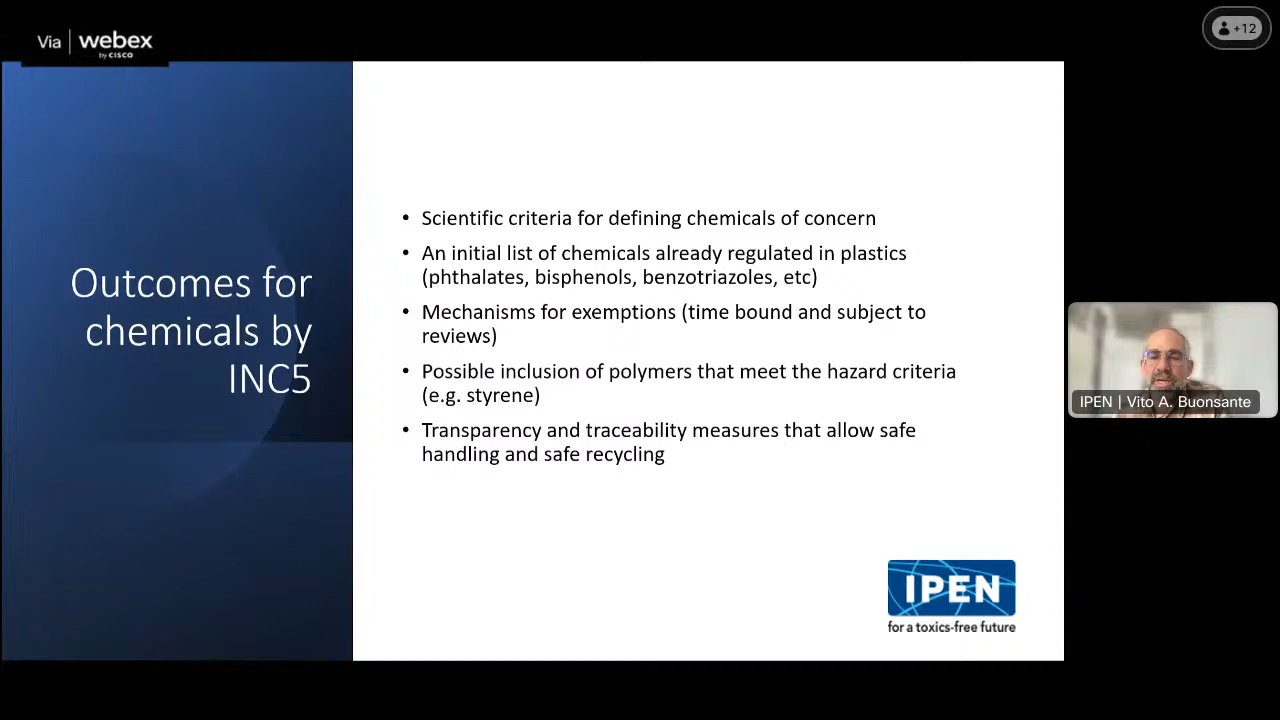 Via webex
by CISCO
+12
Outcomes for
chemicals by
INC5
• Scientific criteria for defining chemicals of concern
• An initial list of chemicals already regulated in plastics
(phthalates, bisphenols, benzotriazoles, etc)
• Mechanisms for exemptions (time bound and subject to
reviews)
• Possible inclusion of polymers that meet the hazard criteria
(e.g. styrene)
• Transparency and traceability measures that allow safe
handling and safe recycling
IPEN | Vito A. Buonsante
IPEN
for a toxics-free future